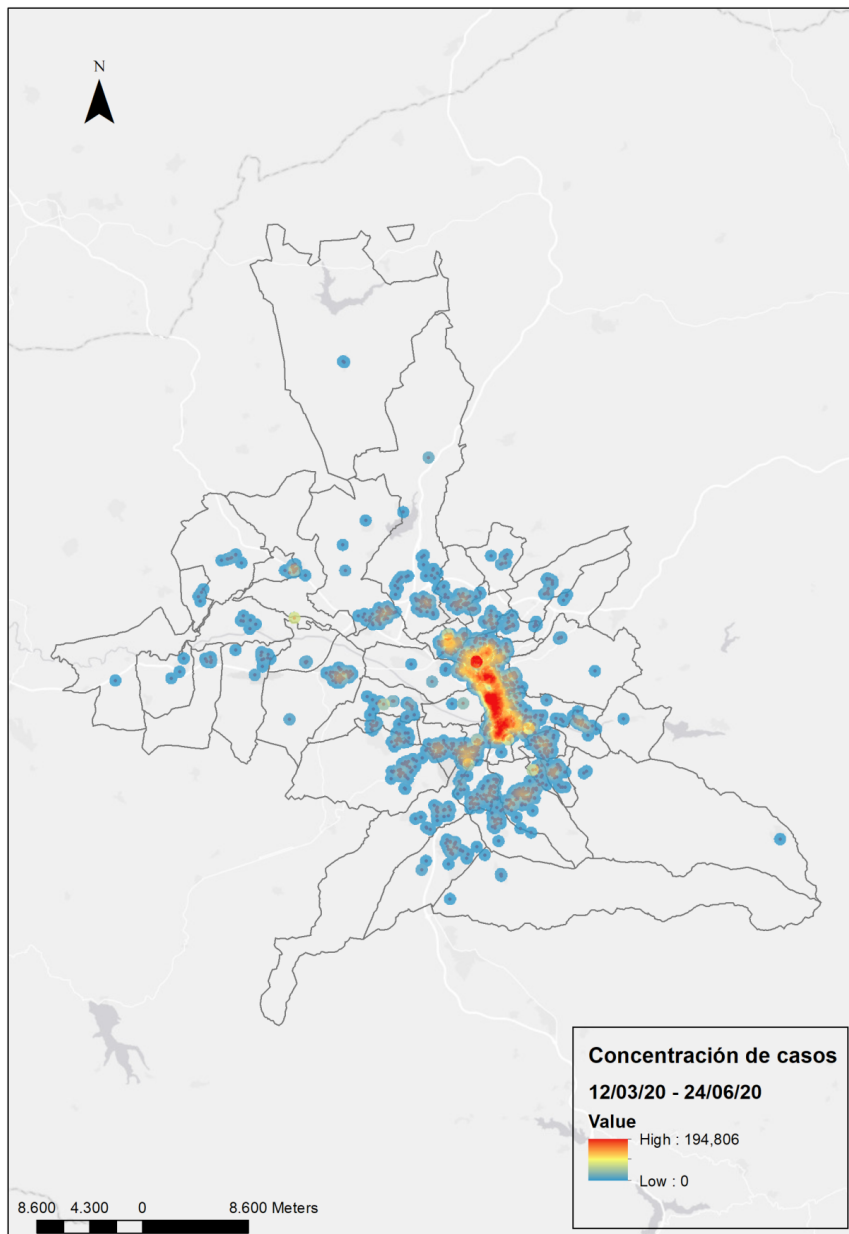 N
Concentración de casos
12/03/20 - 24/06/20
Value
High : 194,806
Low : 0
8.600 4.300 0 8.600 Meters